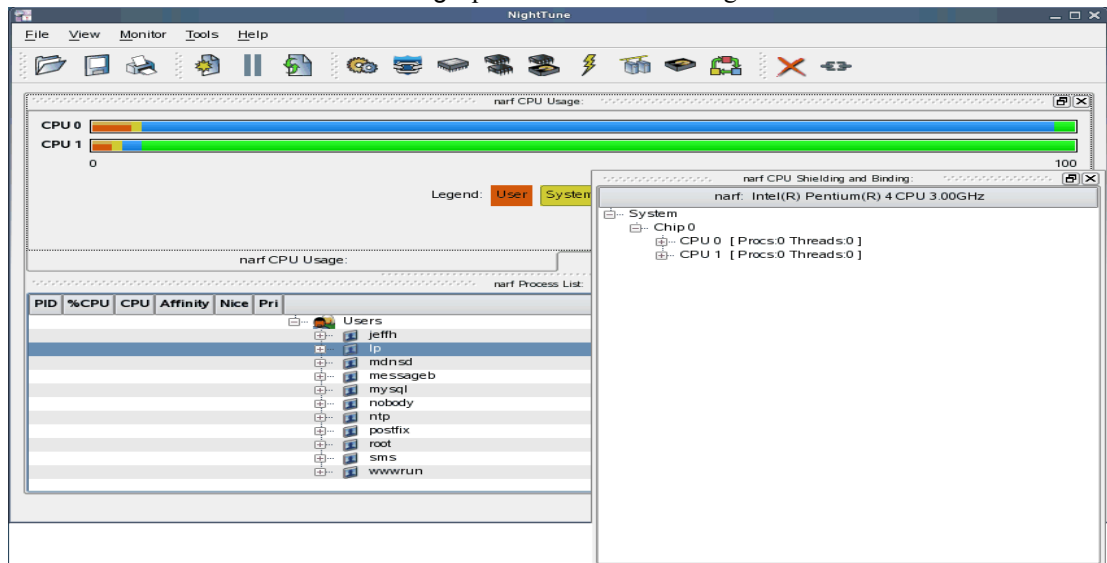 NightTune
File View Monitor Tools Help
narf CPU Usage:
CPU 0
CPU 1
0 100
Legend: User System
narf CPU Usage:
narf Process List:
PID %CPU CPU Affinity Nice Pri
Users
jeffh
lp
mdnsd
messageb
mysql
nobody
ntp
postfix
root
sms
wwwrun
narf CPU Shielding and Binding:
narf: Intel(R) Pentium(R) 4 CPU 3.00GHz
System
Chip 0
CPU 0 [ Procs:0 Threads:0 ]
CPU 1 [ Procs:0 Threads:0 ]